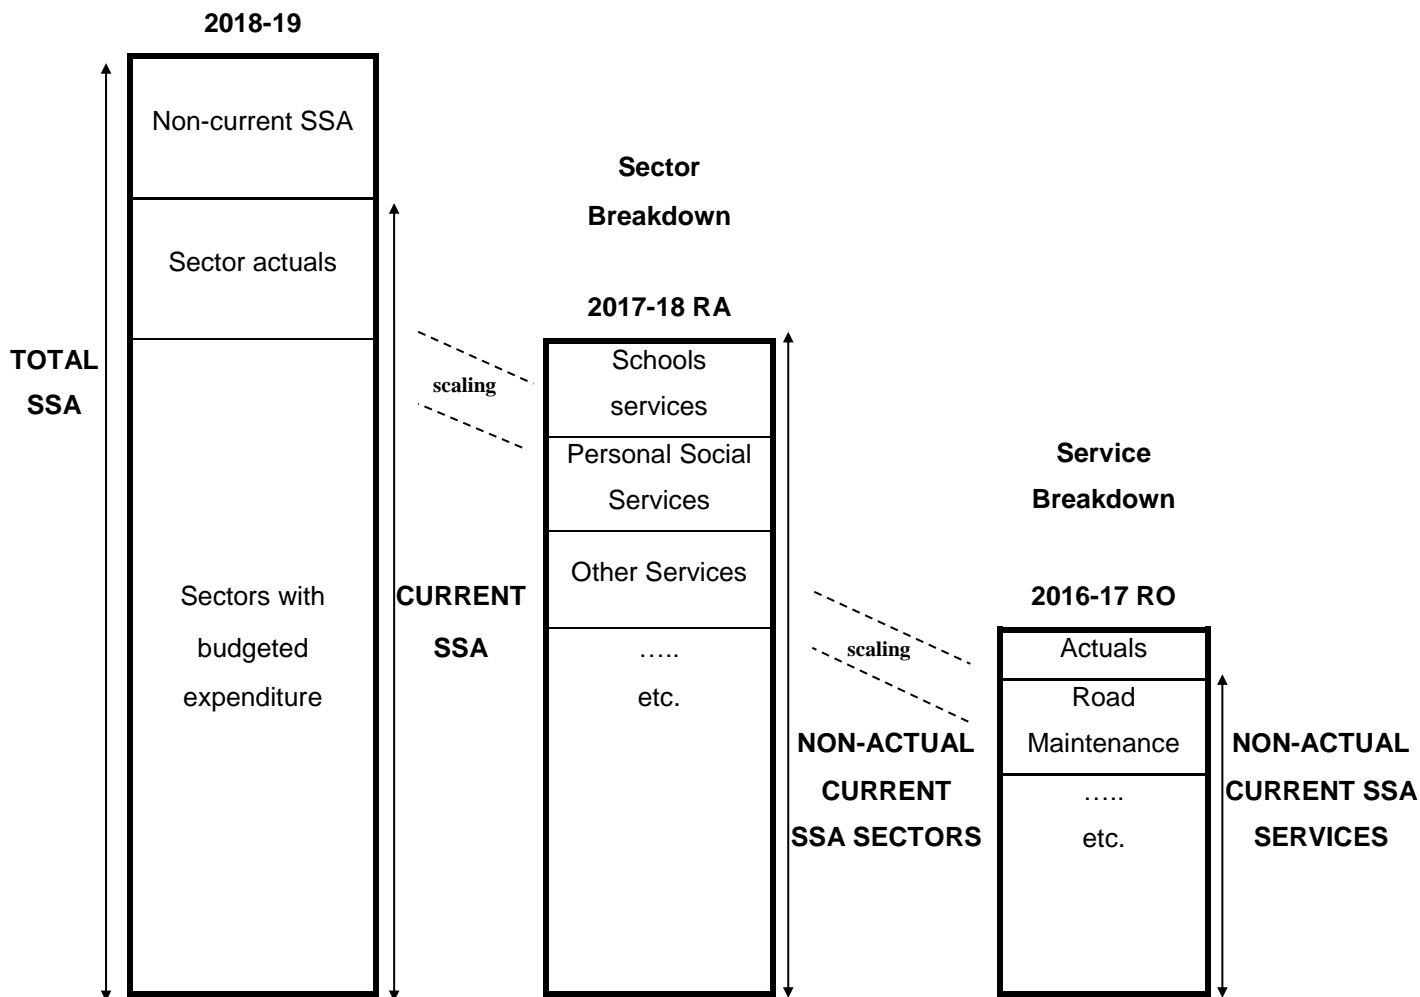 2018-19
Non-current SSA
Sector actuals
Sectors with
budgeted
expenditure
TOTAL
SSA
CURRENT
SSA
scaling
Sector
Breakdown
2017-18 RA
Schools
services
Personal Social
Services
Other Services
…..
etc.
NON-ACTUAL
CURRENT
SSA SECTORS
scaling
Service
Breakdown
2016-17 RO
Actuals
Road
Maintenance
…..
etc.
NON-ACTUAL
CURRENT SSA
SERVICES